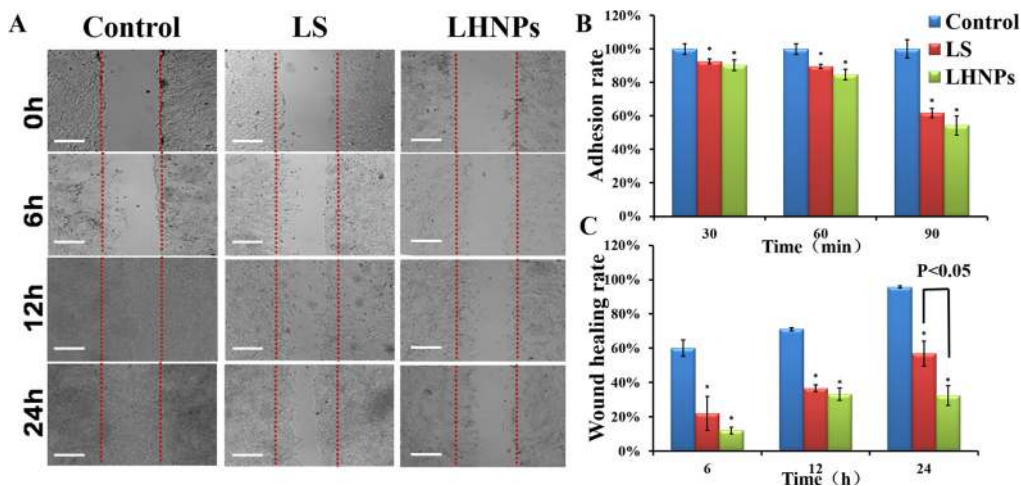 A
Control
LS
LHNPs
0h
6h
12h
24h
B
Adhesion rate
120%
100%
80%
60%
40%
20%
0%
30
60
90
Time（min）
Control
LS
LHNPs
*
*
*
*
*
*
C
Wound healing rate
120%
100%
80%
60%
40%
20%
0%
6
12
24
Time（h）
P<0.05
*
*
*
*
*
*